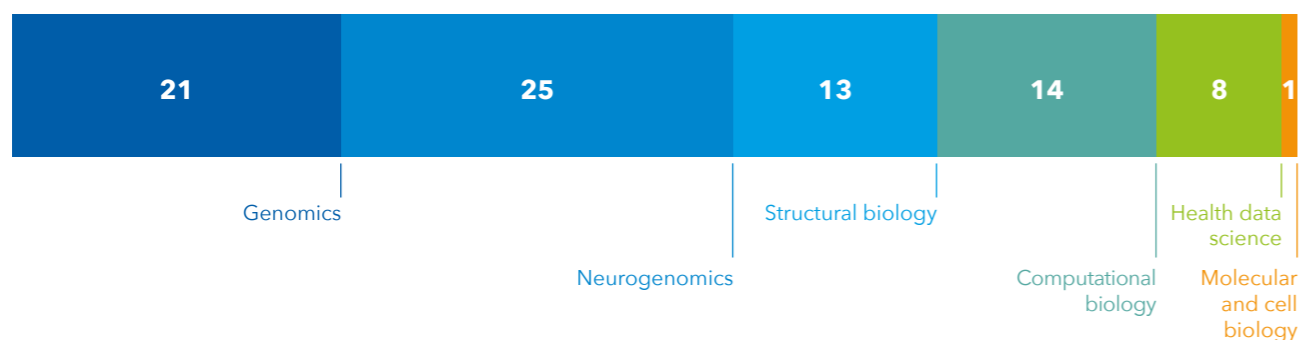 21
25
13
14
8
1
Genomics
Structural biology
Health data
science
Neurogenomics
Computational
biology
Molecular
and cell
biology